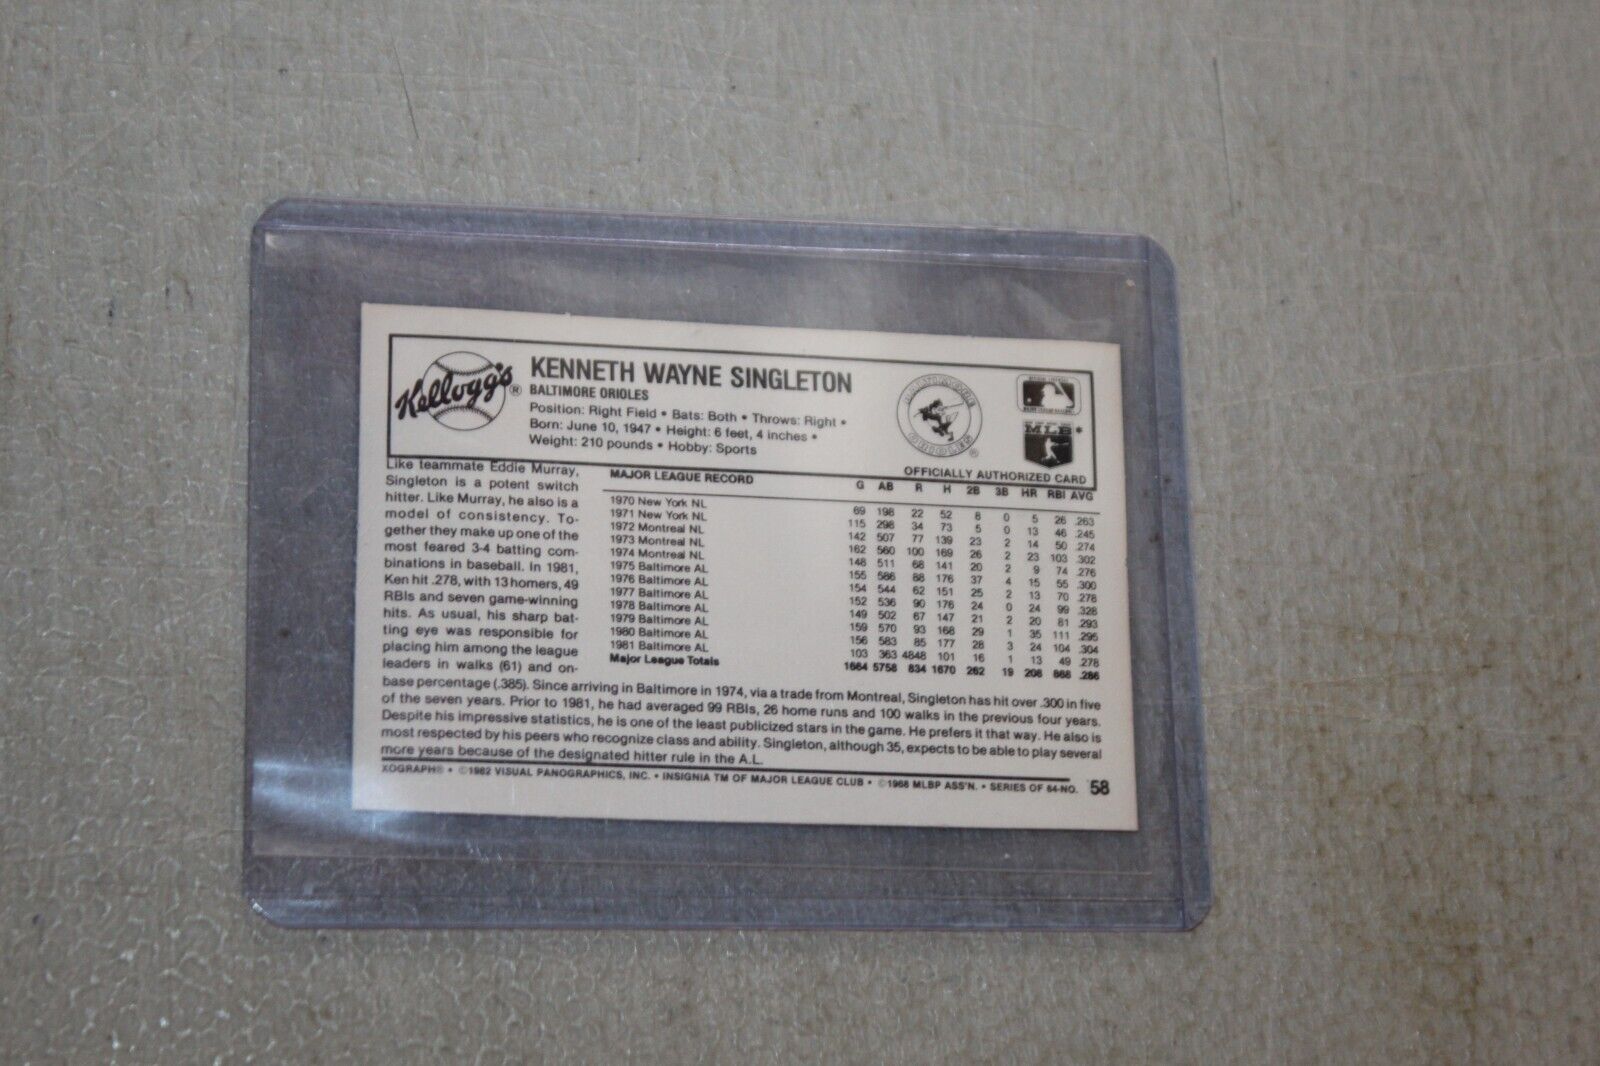 Kellogg's ®
KENNETH WAYNE SINGLETON
BALTIMORE ORIOLES
Position: Right Field • Bats: Both • Throws: Right •
Born: June 10, 1947 • Height: 6 feet, 4 inches •
Weight: 210 pounds • Hobby: Sports
BALTIMORE
ORIOLES ®
MLB
OFFICIALLY AUTHORIZED CARD
Like teammate Eddie Murray,
Singleton is a potent switch
hitter. Like Murray, he also is a
model of consistency. To-
gether they make up one of the
most feared 3-4 batting com-
binations in baseball. In 1981,
Ken hit .278, with 13 homers, 49
RBIs and seven game-winning
hits. As usual, his sharp bat-
ting eye was responsible for
placing him among the league
leaders in walks (61) and on-
base percentage (.385). Since arriving in Baltimore in 1974, via a trade from Montreal, Singleton has hit over .300 in five
of the seven years. Prior to 1981, he had averaged 99 RBIs, 26 home runs and 100 walks in the previous four years.
Despite his impressive statistics, he is one of the least publicized stars in the game. He prefers it that way. He also is
most respected by his peers who recognize class and ability. Singleton, although 35, expects to be able to play several
more years because of the designated hitter rule in the A.L.
MAJOR LEAGUE RECORD G AB R H 2B 3B HR RBI AVG
1970 New York NL 69 198 22 52 8 0 5 26 .263
1971 New York NL 115 298 34 73 5 0 13 46 .245
1972 Montreal NL 142 507 77 139 23 2 14 50 .274
1973 Montreal NL 162 560 100 169 26 2 23 103 .302
1974 Montreal NL 148 511 68 141 20 2 9 74 .276
1975 Baltimore AL 155 586 88 176 37 4 15 55 .300
1976 Baltimore AL 154 544 62 151 25 2 13 70 .278
1977 Baltimore AL 152 536 90 176 24 0 24 99 .328
1978 Baltimore AL 149 502 67 147 21 2 20 81 .293
1979 Baltimore AL 159 570 93 168 29 1 35 111 .295
1980 Baltimore AL 156 583 85 177 28 3 24 104 .304
1981 Baltimore AL 103 363 4848 101 16 1 13 49 .278
Major League Totals 1664 5758 834 1670 262 19 208 868 .286
XOGRAPH® • ©1982 VISUAL PANOGRAPHICS, INC. • INSIGNIA TM OF MAJOR LEAGUE CLUB • ©1968 MLBP ASS'N. • SERIES OF 64-NO. 58